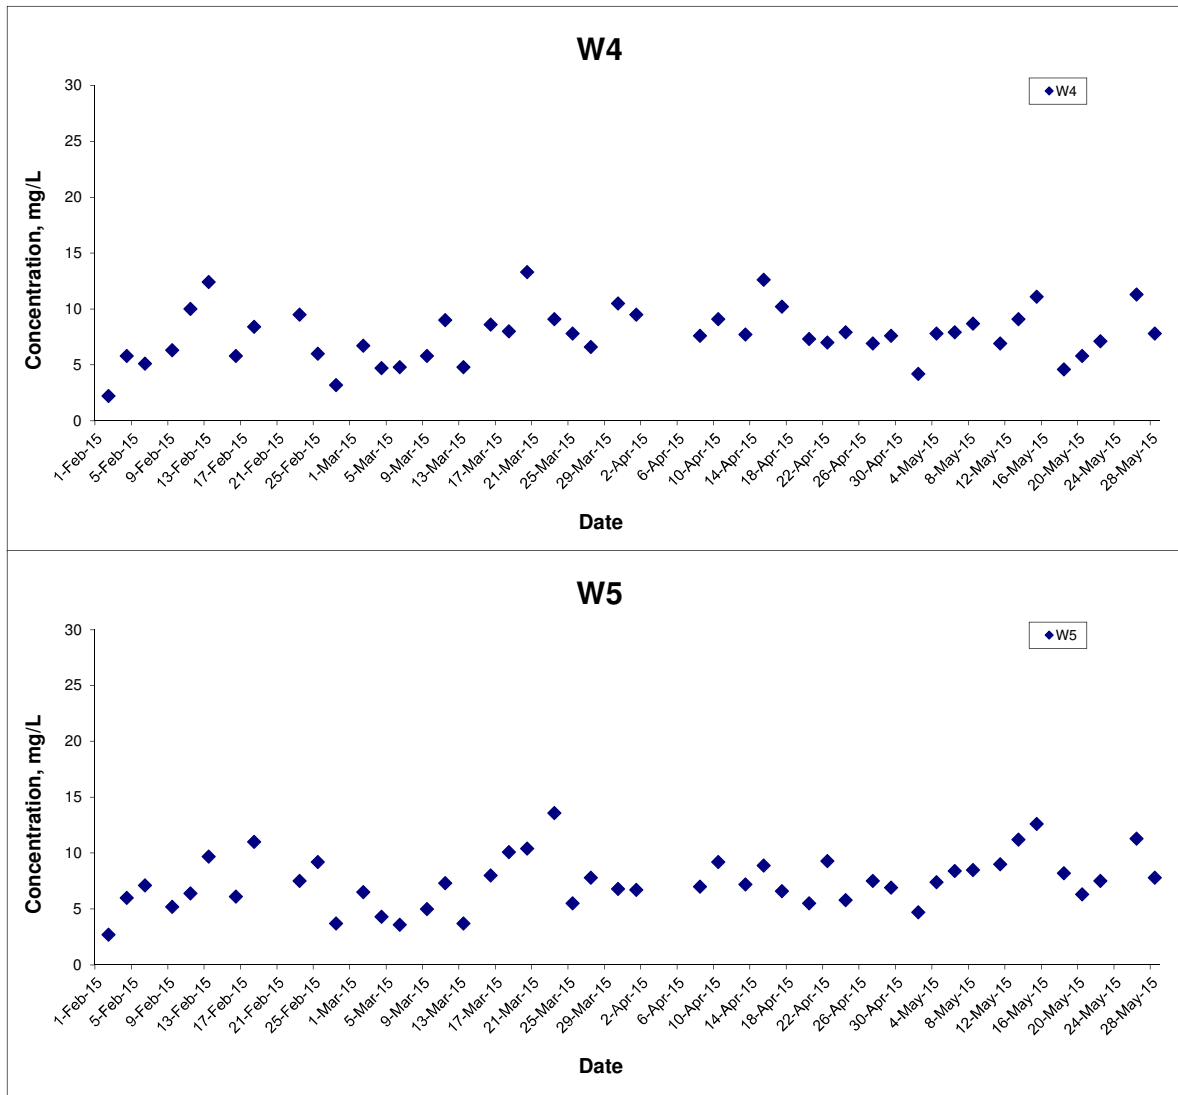 W4
W4
Concentration, mg/L
30
25
20
15
10
5
0
1-Feb-15
5-Feb-15
9-Feb-15
13-Feb-15
17-Feb-15
21-Feb-15
25-Feb-15
1-Mar-15
5-Mar-15
9-Mar-15
13-Mar-15
17-Mar-15
21-Mar-15
25-Mar-15
29-Mar-15
2-Apr-15
6-Apr-15
10-Apr-15
14-Apr-15
18-Apr-15
22-Apr-15
26-Apr-15
30-Apr-15
4-May-15
8-May-15
12-May-15
16-May-15
20-May-15
24-May-15
28-May-15
Date
W5
W5
Concentration, mg/L
30
25
20
15
10
5
0
1-Feb-15
5-Feb-15
9-Feb-15
13-Feb-15
17-Feb-15
21-Feb-15
25-Feb-15
1-Mar-15
5-Mar-15
9-Mar-15
13-Mar-15
17-Mar-15
21-Mar-15
25-Mar-15
29-Mar-15
2-Apr-15
6-Apr-15
10-Apr-15
14-Apr-15
18-Apr-15
22-Apr-15
26-Apr-15
30-Apr-15
4-May-15
8-May-15
12-May-15
16-May-15
20-May-15
24-May-15
28-May-15
Date